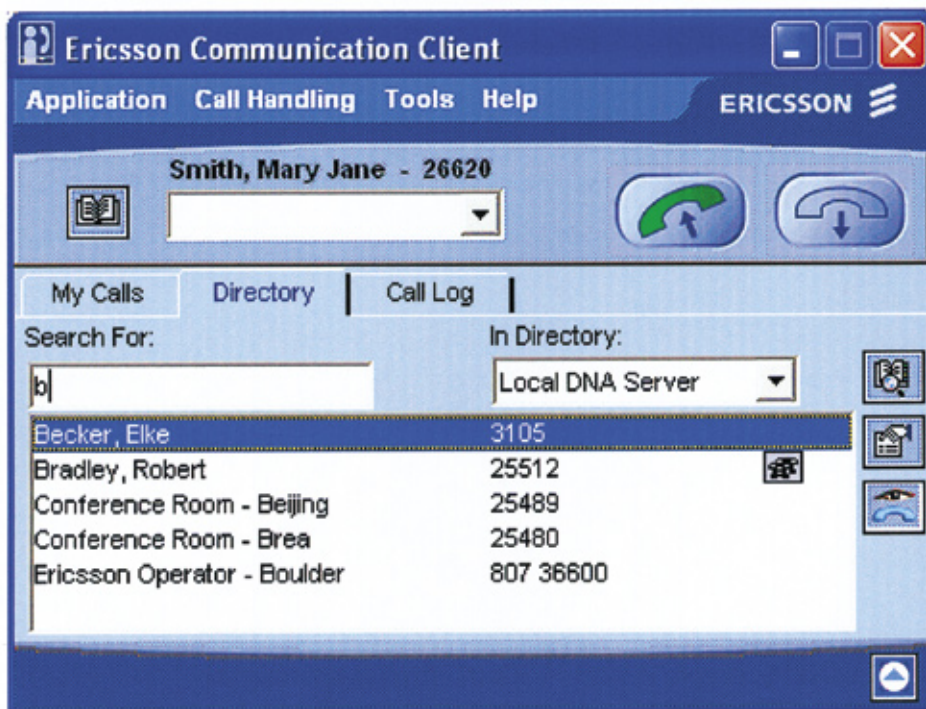 Ericsson Communication Client
Application Call Handling Tools Help
ERICSSON
Smith, Mary Jane - 26620
My Calls Directory Call Log
Search For: In Directory:
b Local DNA Server
Becker, Elke 3105
Bradley, Robert 25512
Conference Room - Beijing 25489
Conference Room - Brea 25480
Ericsson Operator - Boulder 807 36600